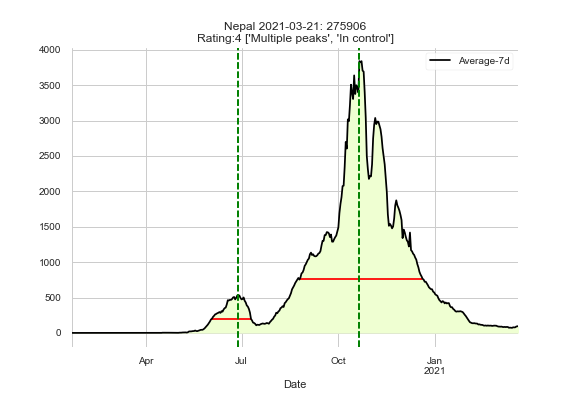 Nepal 2021-03-21: 275906
Rating:4 ['Multiple peaks', 'In control']
4000
Average-7d
3500
3000
2500
2000
1500
1000
500
0
Apr
Jul
Oct
Jan
2021
Date